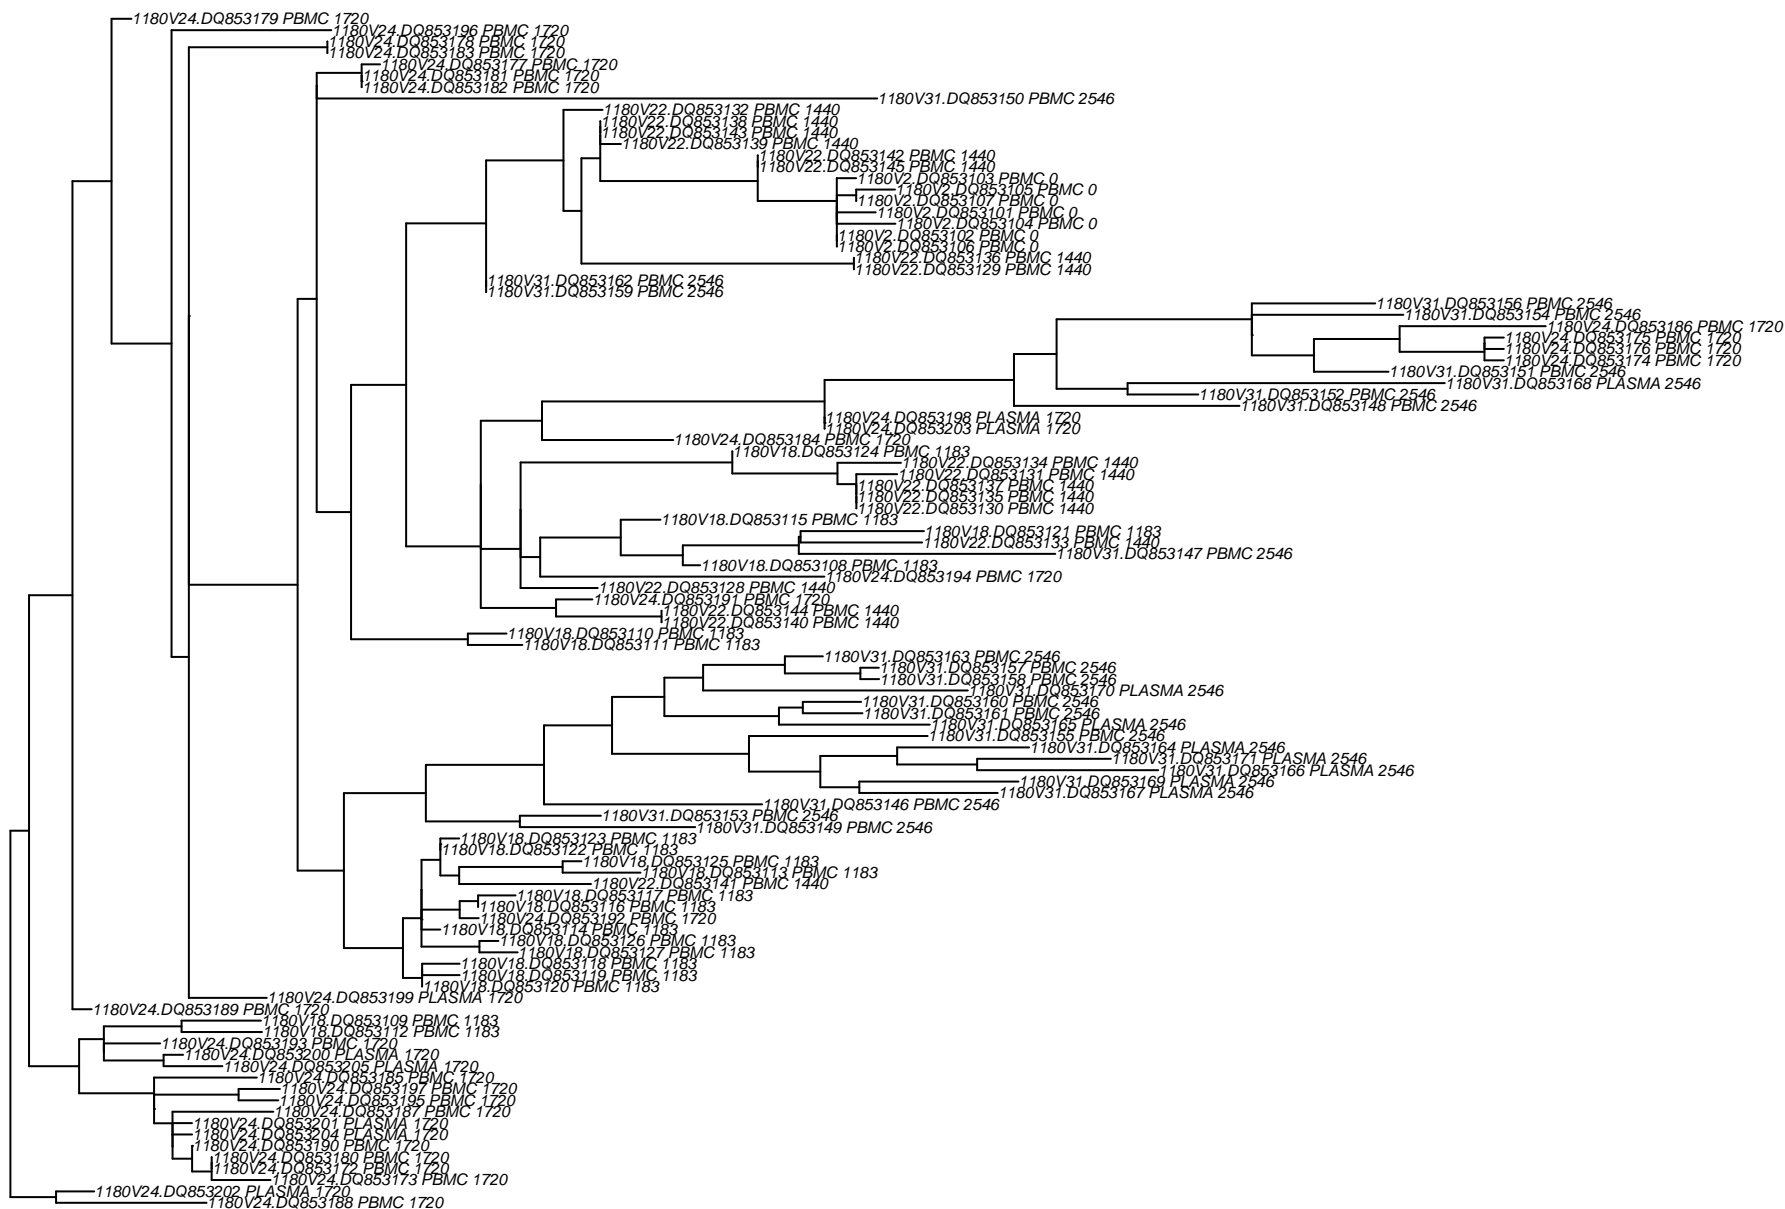 1180V24.DQ853179 PBMC 1720
1180V24.DQ853196 PBMC 1720
1180V24.DQ853178 PBMC 1720
1180V24.DQ853183 PBMC 1720
1180V24.DQ853177 PBMC 1720
1180V24.DQ853181 PBMC 1720
1180V24.DQ853182 PBMC 1720
1180V31.DQ853150 PBMC 2546
1180V22.DQ853132 PBMC 1440
1180V22.DQ853138 PBMC 1440
1180V22.DQ853143 PBMC 1440
1180V22.DQ853139 PBMC 1440
1180V22.DQ853142 PBMC 1440
1180V22.DQ853145 PBMC 1440
1180V2.DQ853103 PBMC 0
1180V2.DQ853105 PBMC 0
1180V2.DQ853107 PBMC 0
1180V2.DQ853101 PBMC 0
1180V2.DQ853104 PBMC 0
1180V2.DQ853102 PBMC 0
1180V2.DQ853106 PBMC 0
1180V22.DQ853136 PBMC 1440
1180V22.DQ853129 PBMC 1440
1180V31.DQ853162 PBMC 2546
1180V31.DQ853159 PBMC 2546
1180V31.DQ853156 PBMC 2546
1180V31.DQ853154 PBMC 2546
1180V24.DQ853186 PBMC 1720
1180V24.DQ853175 PBMC 1720
1180V24.DQ853176 PBMC 1720
1180V24.DQ853174 PBMC 1720
1180V31.DQ853151 PBMC 2546
1180V31.DQ853168 PLASMA 2546
1180V31.DQ853152 PBMC 2546
1180V31.DQ853148 PBMC 2546
1180V24.DQ853198 PLASMA 1720
1180V24.DQ853203 PLASMA 1720
1180V24.DQ853184 PBMC 1720
1180V18.DQ853124 PBMC 1183
1180V22.DQ853134 PBMC 1440
1180V22.DQ853131 PBMC 1440
1180V22.DQ853137 PBMC 1440
1180V22.DQ853135 PBMC 1440
1180V22.DQ853130 PBMC 1440
1180V18.DQ853115 PBMC 1183
1180V18.DQ853121 PBMC 1183
1180V22.DQ853133 PBMC 1440
1180V31.DQ853147 PBMC 2546
1180V18.DQ853108 PBMC 1183
1180V24.DQ853194 PBMC 1720
1180V22.DQ853128 PBMC 1440
1180V24.DQ853191 PBMC 1720
1180V22.DQ853144 PBMC 1440
1180V22.DQ853140 PBMC 1440
1180V18.DQ853110 PBMC 1183
1180V18.DQ853111 PBMC 1183
1180V31.DQ853163 PBMC 2546
1180V31.DQ853157 PBMC 2546
1180V31.DQ853158 PBMC 2546
1180V31.DQ853170 PLASMA 2546
1180V31.DQ853160 PBMC 2546
1180V31.DQ853161 PBMC 2546
1180V31.DQ853165 PLASMA 2546
1180V31.DQ853155 PBMC 2546
1180V31.DQ853164 PLASMA 2546
1180V31.DQ853171 PLASMA 2546
1180V31.DQ853166 PLASMA 2546
1180V31.DQ853169 PLASMA 2546
1180V31.DQ853167 PLASMA 2546
1180V31.DQ853146 PBMC 2546
1180V31.DQ853153 PBMC 2546
1180V31.DQ853149 PBMC 2546
1180V18.DQ853123 PBMC 1183
1180V18.DQ853122 PBMC 1183
1180V18.DQ853125 PBMC 1183
1180V18.DQ853113 PBMC 1183
1180V22.DQ853141 PBMC 1440
1180V18.DQ853117 PBMC 1183
1180V18.DQ853116 PBMC 1183
1180V24.DQ853192 PBMC 1720
1180V18.DQ853114 PBMC 1183
1180V18.DQ853126 PBMC 1183
1180V18.DQ853127 PBMC 1183
1180V18.DQ853118 PBMC 1183
1180V18.DQ853119 PBMC 1183
1180V18.DQ853120 PBMC 1183
1180V24.DQ853199 PLASMA 1720
1180V24.DQ853189 PBMC 1720
1180V18.DQ853109 PBMC 1183
1180V18.DQ853112 PBMC 1183
1180V24.DQ853193 PBMC 1720
1180V24.DQ853200 PLASMA 1720
1180V24.DQ853205 PLASMA 1720
1180V24.DQ853185 PBMC 1720
1180V24.DQ853197 PBMC 1720
1180V24.DQ853195 PBMC 1720
1180V24.DQ853187 PBMC 1720
1180V24.DQ853201 PLASMA 1720
1180V24.DQ853204 PLASMA 1720
1180V24.DQ853190 PBMC 1720
1180V24.DQ853180 PBMC 1720
1180V24.DQ853172 PBMC 1720
1180V24.DQ853173 PBMC 1720
1180V24.DQ853202 PLASMA 1720
1180V24.DQ853188 PBMC 1720